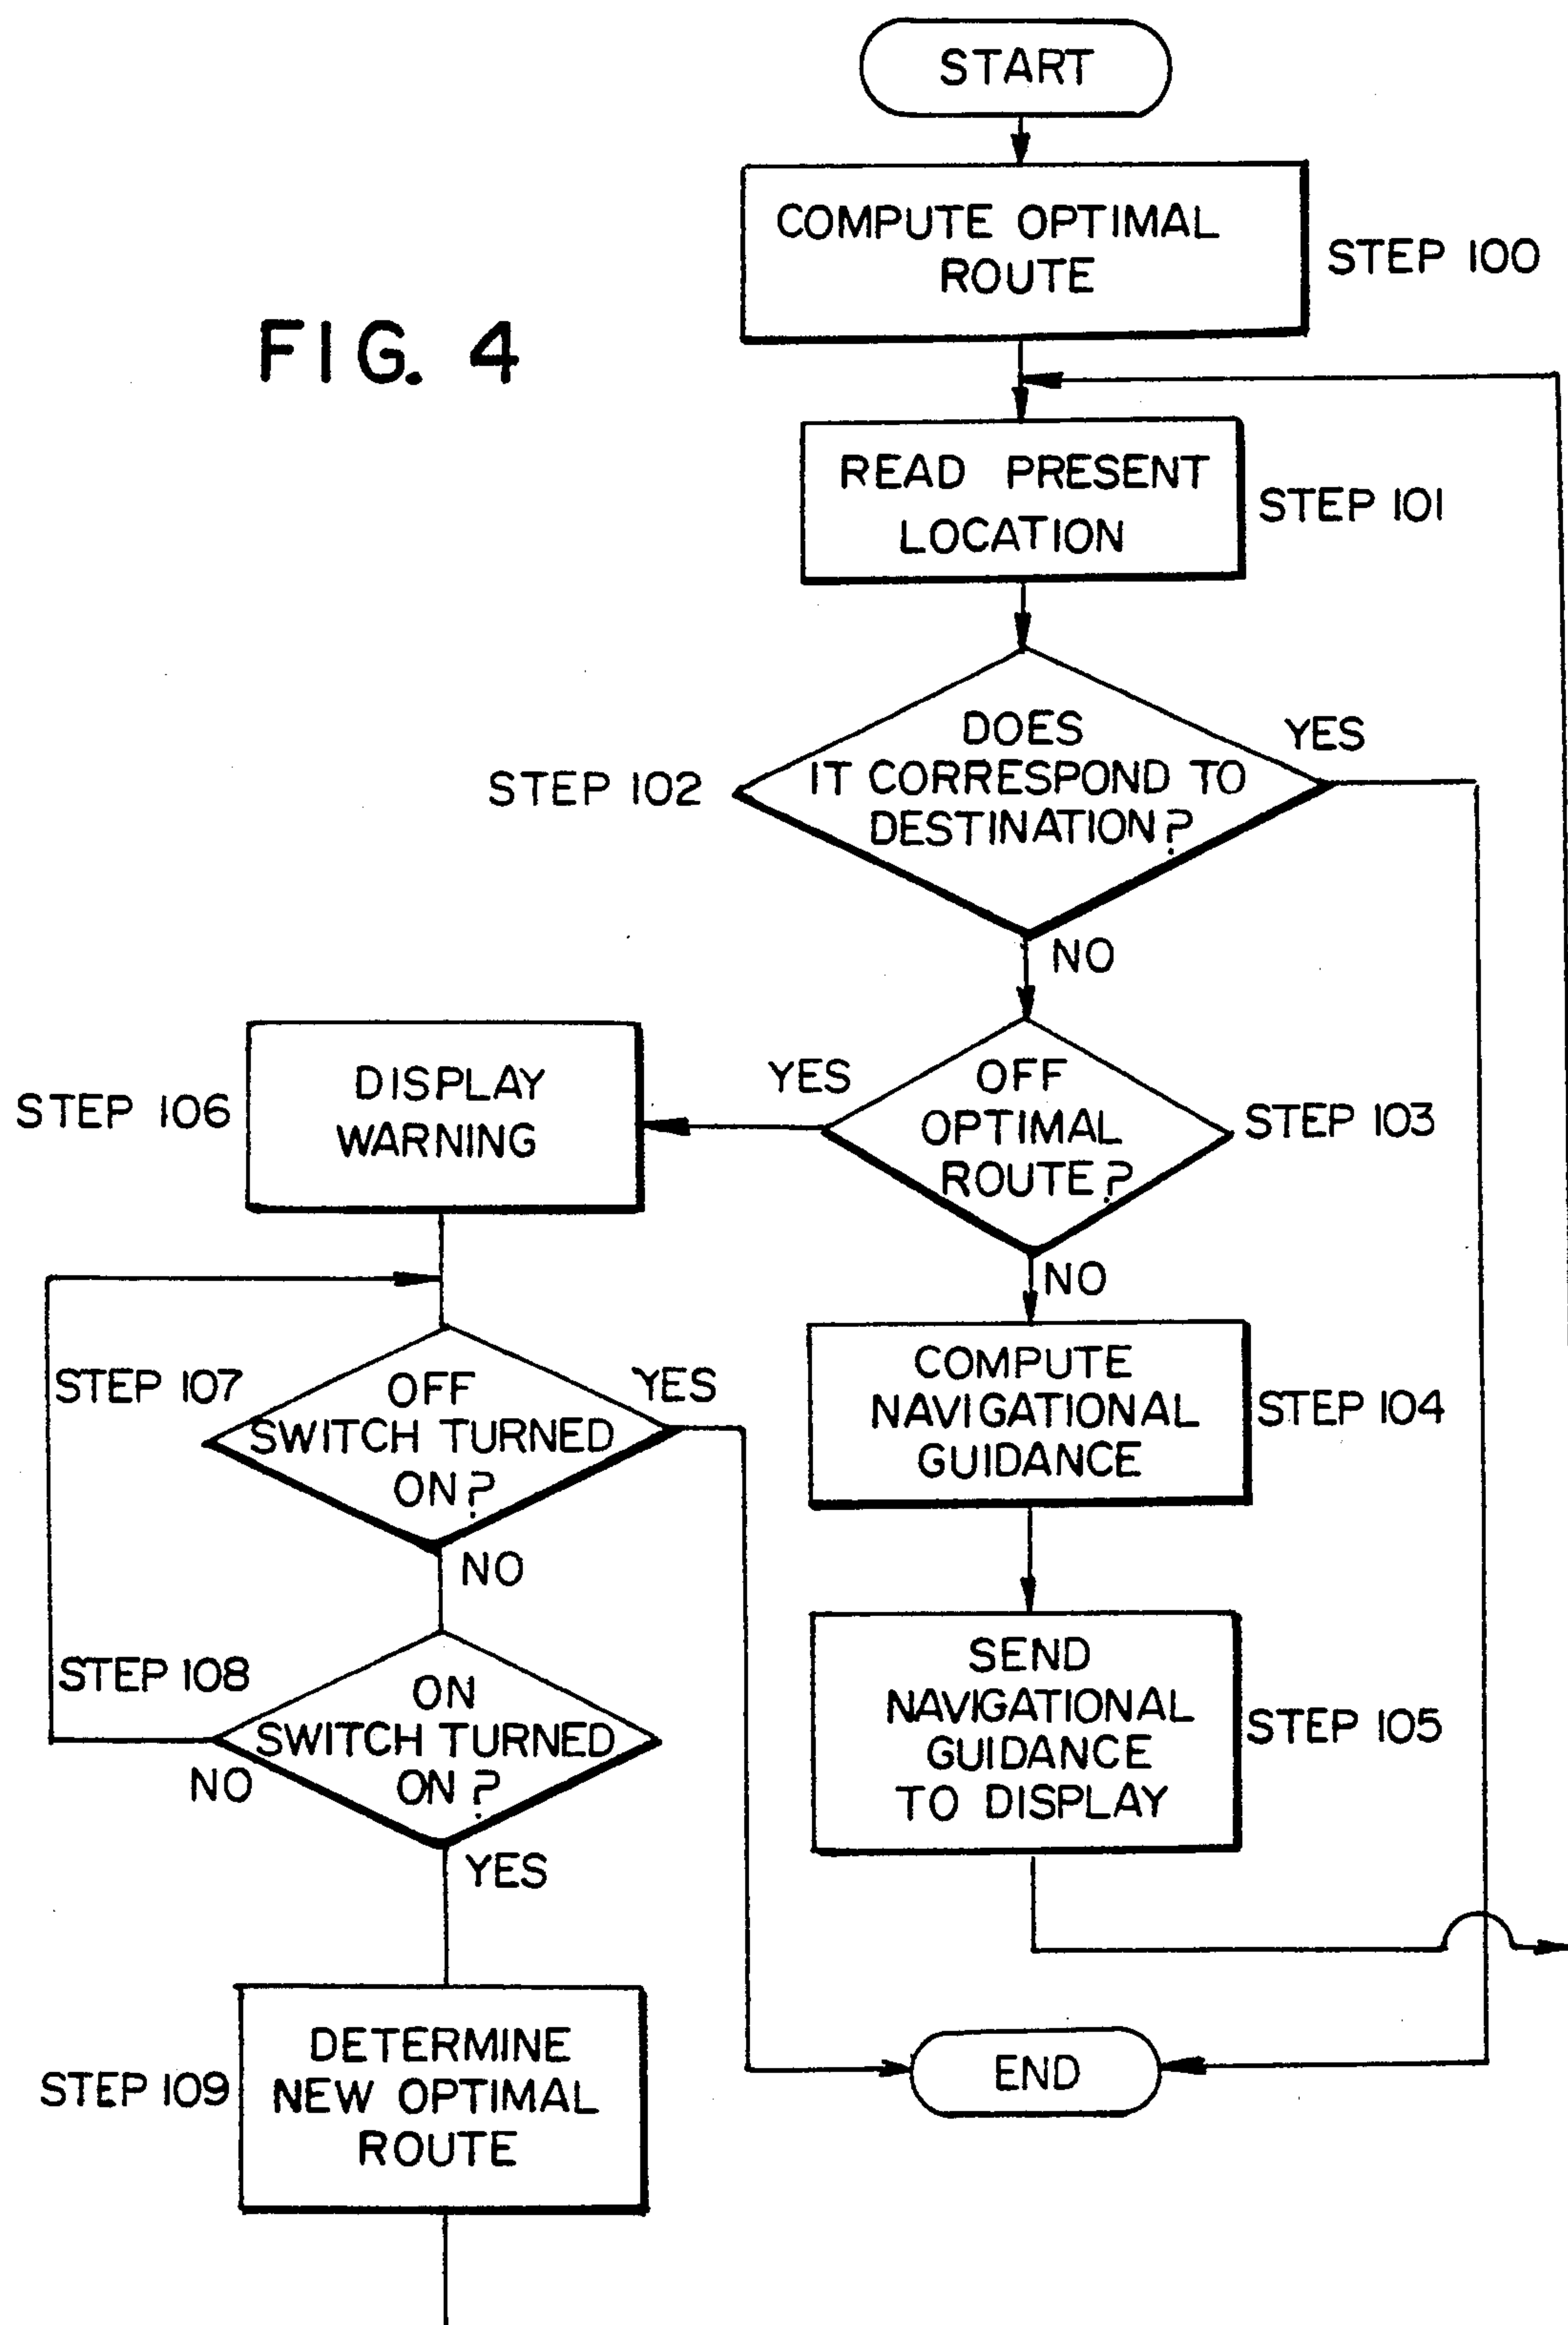 START
COMPUTE OPTIMAL
ROUTE
STEP 100
FIG. 4
READ PRESENT
LOCATION
STEP 101
DOES
IT CORRESPOND TO
DESTINATION?
YES
STEP 102
NO
OFF
OPTIMAL
ROUTE?
YES
STEP 103
DISPLAY
WARNING
STEP 106
NO
COMPUTE
NAVIGATIONAL
GUIDANCE
STEP 104
STEP 107
OFF
SWITCH TURNED
ON?
YES
NO
SEND
NAVIGATIONAL
GUIDANCE
TO DISPLAY
STEP 105
STEP 108
ON
SWITCH TURNED
ON?
NO
YES
DETERMINE
NEW OPTIMAL
ROUTE
STEP 109
END